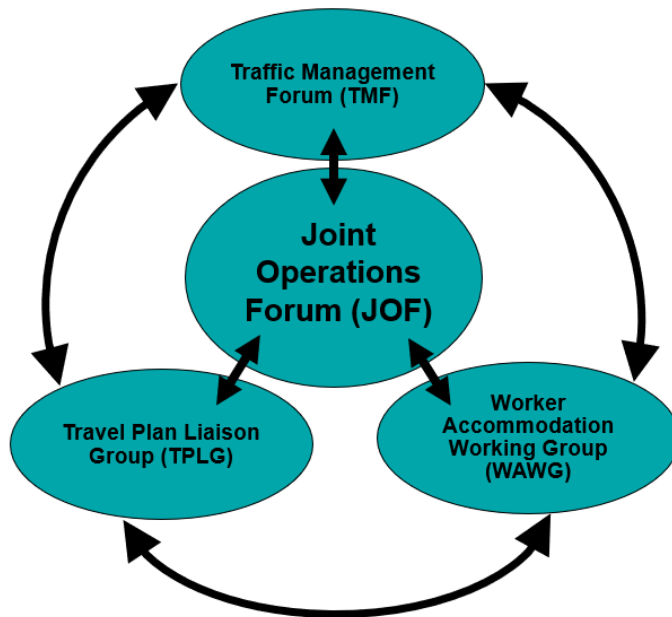 Traffic Management
Forum (TMF)
Joint
Operations
Forum (JOF)
Travel Plan Liaison
Group (TPLG)
Worker
Accommodation
Working Group
(WAWG)